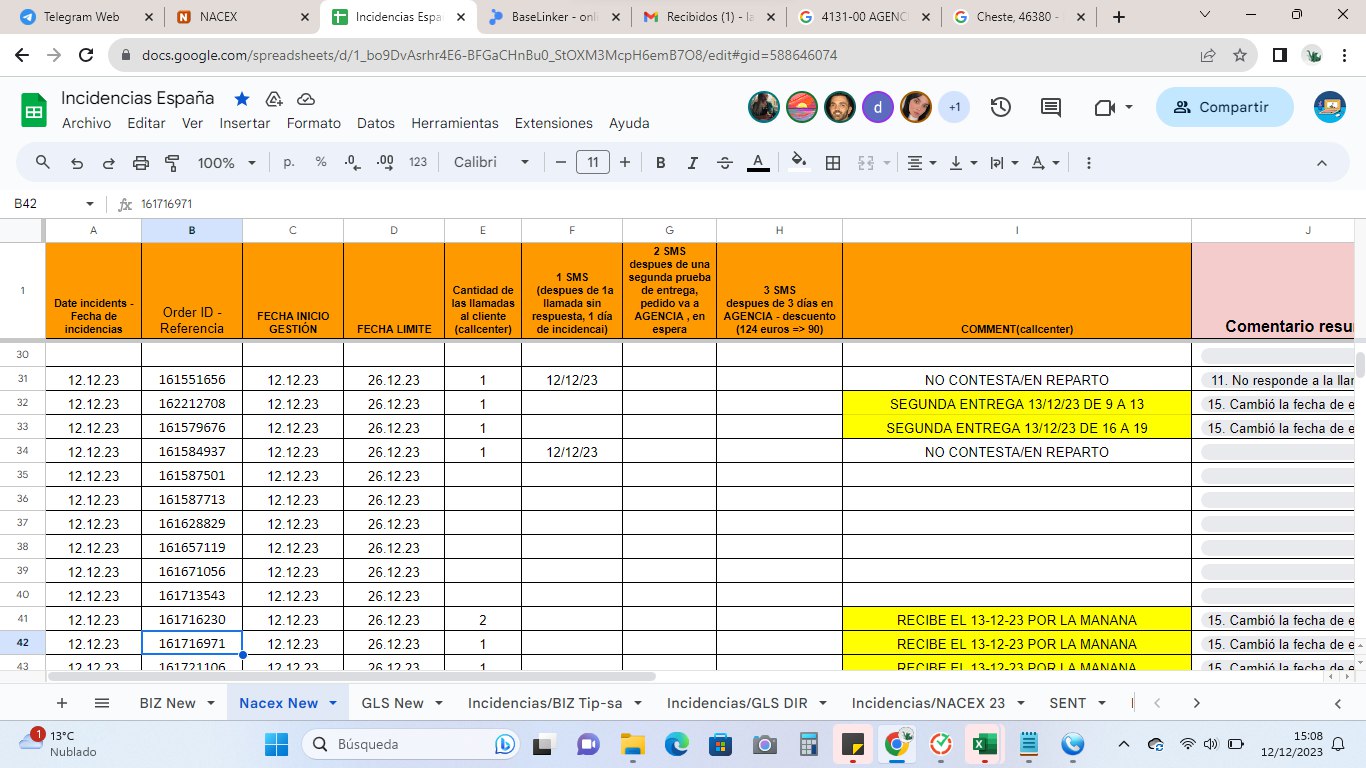 Telegram Web
NACEX
Incidencias Espa
BaseLinker - onli
Recibidos (1) - la
4131-00 AGENC
Cheste, 46380 -
docs.google.com/spreadsheets/d/1_bo9DvAsrhr4E6-BFGaCHnBu0_StOXM3McpH6emB7O8/edit#gid=588646074
Incidencias España
d
+1
Compartir
Archivo Editar Ver Insertar Formato Datos Herramientas Extensiones Ayuda
100% p. % .0 .00 123 Calibri 11 B I A
B42 fx 161716971
A B C D E F G H I J
1
Date incidents -
Fecha de
incidencias
Order ID -
Referencia
FECHA INICIO
GESTIÓN
FECHA LIMITE
Cantidad de
las llamadas
al cliente
(callcenter)
1 SMS
(despues de 1a
llamada sin
respuesta, 1 día
de incidencai)
2 SMS
despues de una
segunda prueba
de entrega,
pedido va a
AGENCIA , en
espera
3 SMS
despues de 3 días en
AGENCIA - descuento
(124 euros => 90)
COMMENT(callcenter)
Comentario resu
30
31 12.12.23 161551656 12.12.23 26.12.23 1 12/12/23 NO CONTESTA/EN REPARTO 11. No responde a la llar
32 12.12.23 162212708 12.12.23 26.12.23 1 SEGUNDA ENTREGA 13/12/23 DE 9 A 13 15. Cambió la fecha de e
33 12.12.23 161579676 12.12.23 26.12.23 1 SEGUNDA ENTREGA 13/12/23 DE 16 A 19 15. Cambió la fecha de e
34 12.12.23 161584937 12.12.23 26.12.23 1 12/12/23 NO CONTESTA/EN REPARTO
35 12.12.23 161587501 12.12.23 26.12.23
36 12.12.23 161587713 12.12.23 26.12.23
37 12.12.23 161628829 12.12.23 26.12.23
38 12.12.23 161657119 12.12.23 26.12.23
39 12.12.23 161671056 12.12.23 26.12.23
40 12.12.23 161713543 12.12.23 26.12.23
41 12.12.23 161716230 12.12.23 26.12.23 2 RECIBE EL 13-12-23 POR LA MANANA 15. Cambió la fecha de e
42 12.12.23 161716971 12.12.23 26.12.23 1 RECIBE EL 13-12-23 POR LA MANANA 15. Cambió la fecha de e
43 12.12.23 161721106 12.12.23 26.12.23 1 RECIBE EL 13-12-23 POR LA MANANA 15. Cambió la fecha de e
BIZ New Nacex New GLS New Incidencias/BIZ Tip-sa Incidencias/GLS DIR Incidencias/NACEX 23 SENT
1
13°C
Nublado
Búsqueda
15:08
12/12/2023